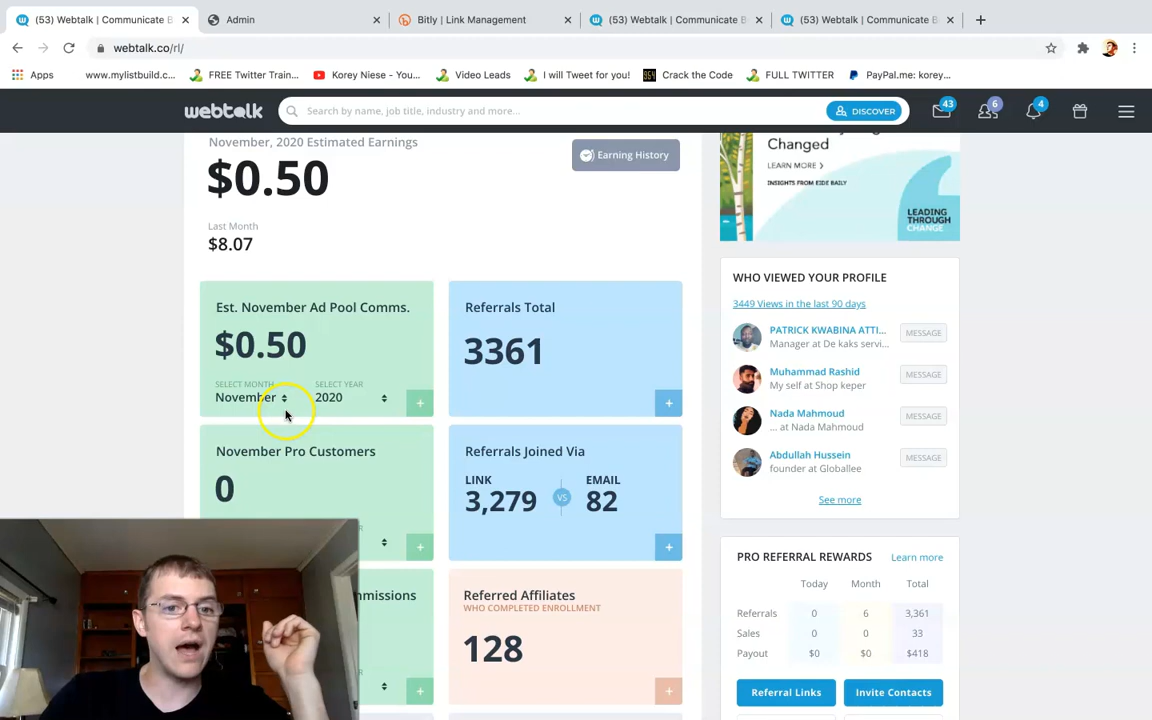 (53) Webtalk | Communicate B
Admin
Bitly | Link Management
(53) Webtalk | Communicate B
(53) Webtalk | Communicate B
webtalk.co/rl/
Apps
www.mylistbuild.c...
FREE Twitter Train...
Korey Niese - You...
Video Leads
I will Tweet for you!
Crack the Code
FULL TWITTER
PayPal.me: korey...
webtalk
Search by name, job title, industry and more...
DISCOVER
43
6
4
November, 2020 Estimated Earnings
$0.50
Earning History
Last Month
$8.07
Est. November Ad Pool Comms.
$0.50
SELECT MONTH
SELECT YEAR
November
2020
+
Referrals Total
3361
+
November Pro Customers
0
+
Referrals Joined Via
LINK
3,279
VS
EMAIL
82
+
+
Referred Affiliates
WHO COMPLETED ENROLLMENT
128
+
Changed
LEARN MORE >
INSIGHTS FROM EIDE BAILY
LEADING
THROUGH
CHANGE
WHO VIEWED YOUR PROFILE
3449 Views in the last 90 days
PATRICK KWABINA ATTI...
Manager at De kaks servi...
MESSAGE
Muhammad Rashid
My self at Shop keper
MESSAGE
Nada Mahmoud
... at Nada Mahmoud
MESSAGE
Abdullah Hussein
founder at Globallee
MESSAGE
See more
PRO REFERRAL REWARDS
Learn more
Today Month Total
Referrals 0 6 3,361
Sales 0 0 33
Payout $0 $0 $418
Referral Links
Invite Contacts